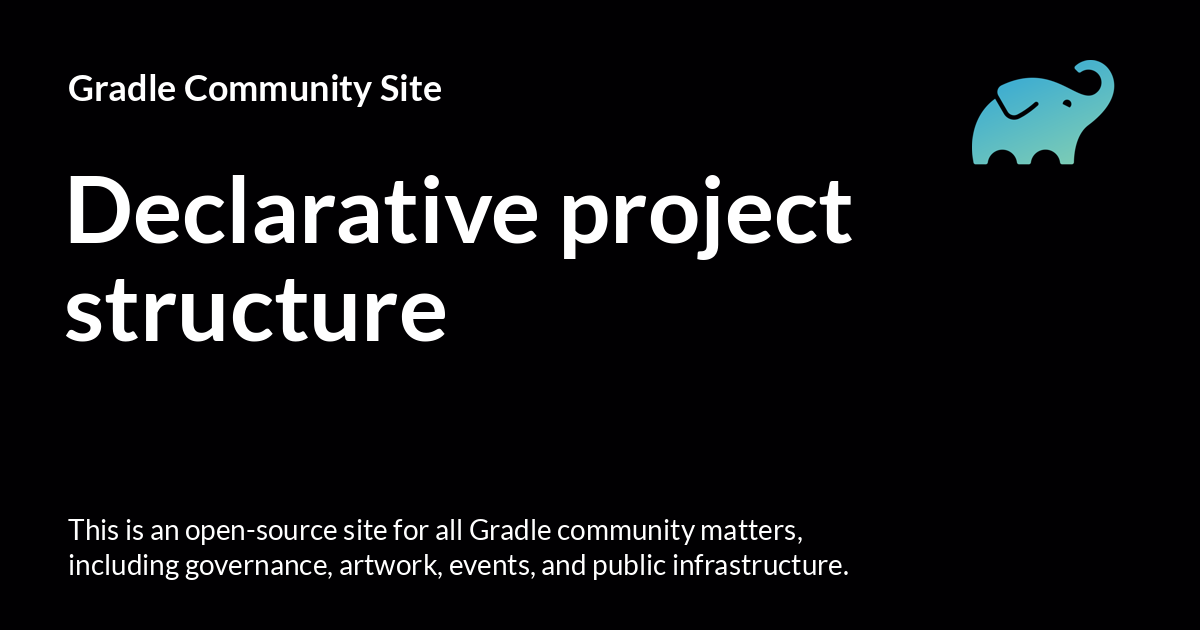 Gradle Community Site
Declarative project
structure
This is an open-source site for all Gradle community matters,
including governance, artwork, events, and public infrastructure.